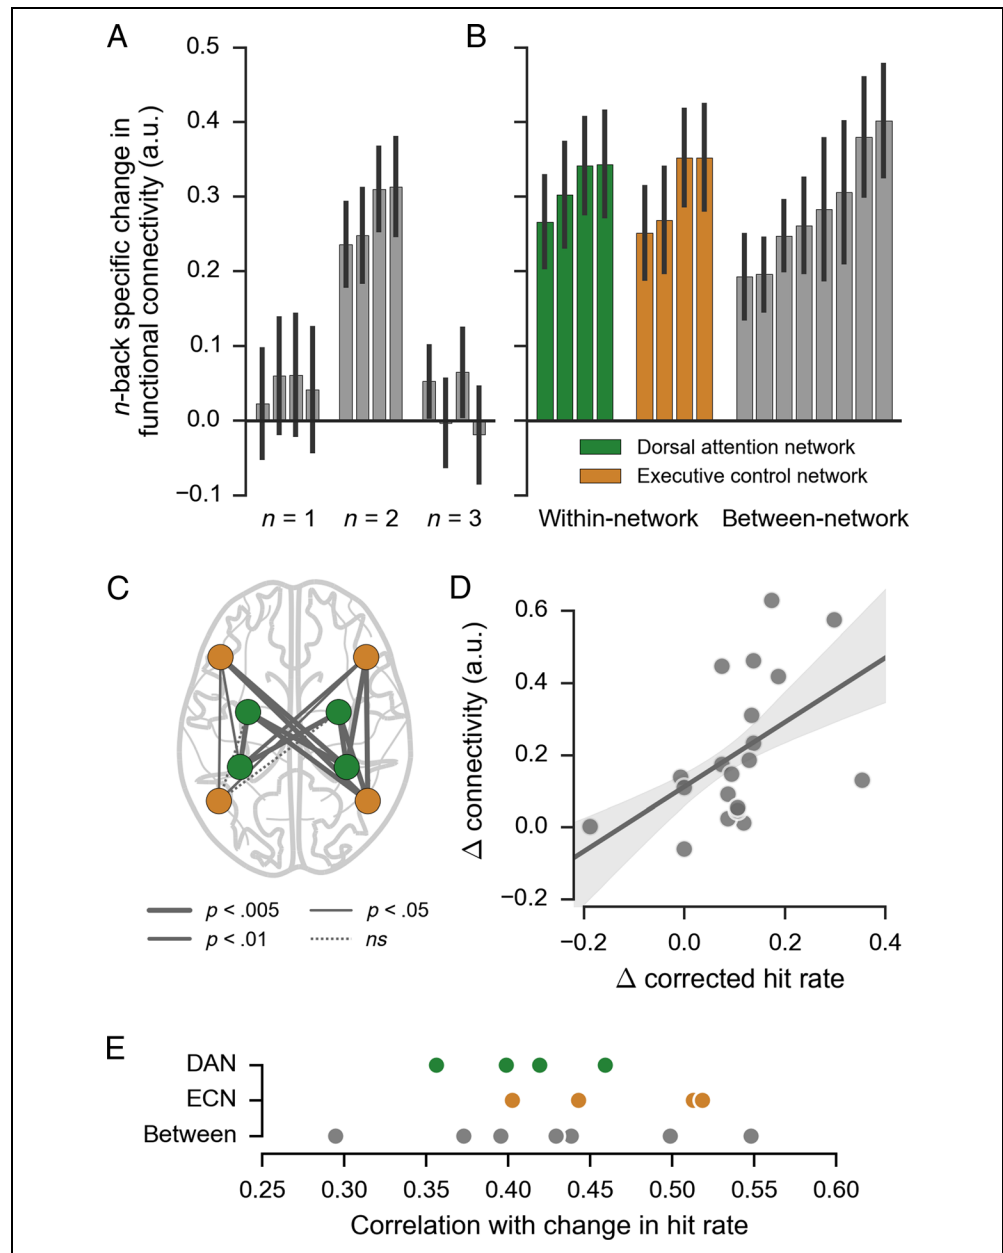 A
B
n-back specific change in
functional connectivity (a.u.)
0.5
0.4
0.3
0.2
0.1
0.0
−0.1
n = 1
n = 2
n = 3
Dorsal attention network
Executive control network
Within-network
Between-network
C
p < .005
p < .05
p < .01
ns
D
Δ connectivity (a.u.)
0.6
0.4
0.2
0.0
−0.2
−0.2
0.0
0.2
0.4
Δ corrected hit rate
E
DAN
ECN
Between
0.25
0.30
0.35
0.40
0.45
0.50
0.55
0.60
Correlation with change in hit rate